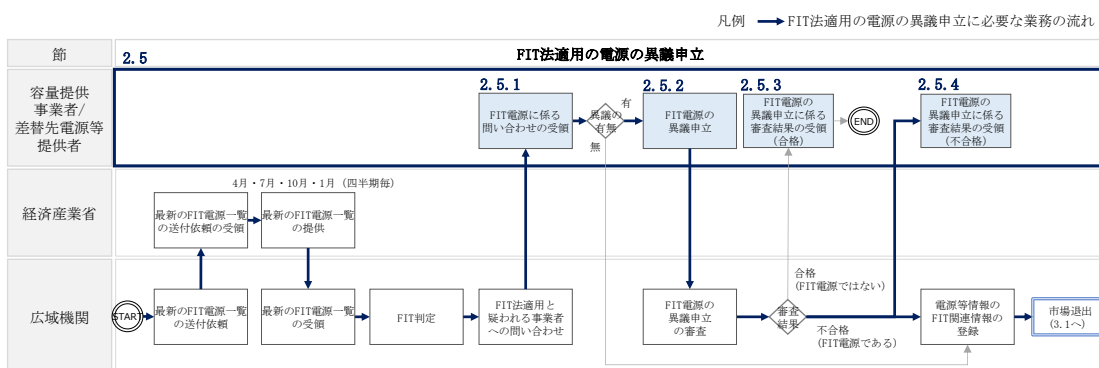 凡例
FIT法適用の電源の異議申立に必要な業務の流れ
節
2.5
FIT法適用の電源の異議申立
容量提供
事業者/
差替先電源等
提供者
2.5.1
FIT電源に係る
問い合わせの受領
異議の
有無
有
無
2.5.2
FIT電源の
異議申立
2.5.3
FIT電源の
異議申立に係る
審査結果の受領
(合格)
END
2.5.4
FIT電源の
異議申立に係る
審査結果の受領
(不合格)
経済産業省
4月・7月・10月・1月（四半期毎）
最新のFIT電源一覧
の送付依頼の受領
最新のFIT電源一覧
の提供
広域機関
START
最新のFIT電源一覧
の送付依頼
最新のFIT電源一覧
の受領
FIT判定
FIT法適用と
疑われる事業者
への問い合わせ
FIT電源の
異議申立
の審査
審査
結果
合格
(FIT電源ではない)
不合格
(FIT電源である)
電源等情報の
FIT関連情報の
登録
市場退出
(3.1へ)